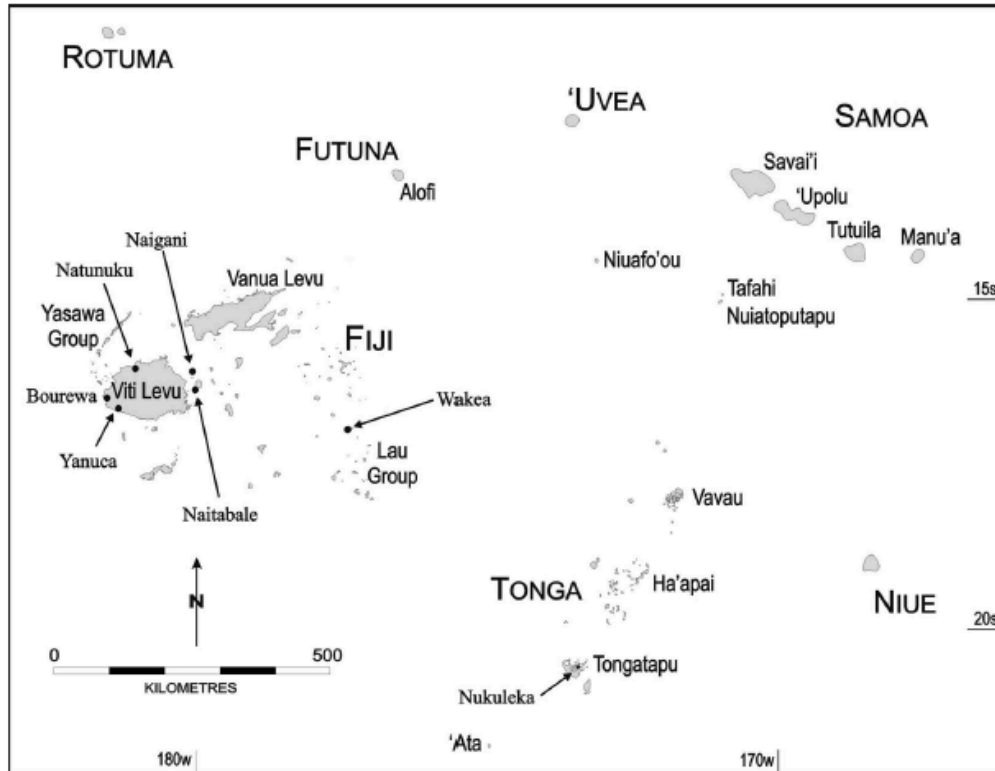 ROTUMA
'UVEA
SAMOA
FUTUNA
Savai'i
Alofi
'Upolu
Tutuila
Manu'a
Naigani
Natunuku
Vanua Levu
Niuafo'ou
Yasawa
Group
Tafahi
Nuiatoputapu
15s
FIJI
Bourewa
Viti Levu
Wakea
Yanuca
Lau
Group
Naitabale
Vavau
N
TONGA
Ha'apai
NIUE
20s
0
500
KILOMETRES
Tongatapu
Nukuleka
'Ata
180w
170w